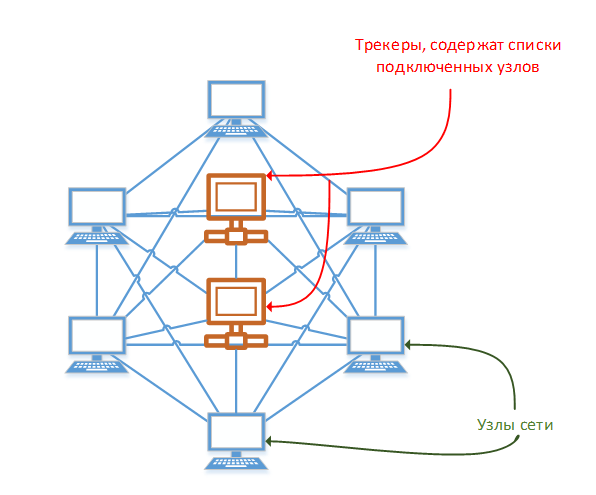 Трекеры, содержат списки
подключенных узлов
Узлы сети